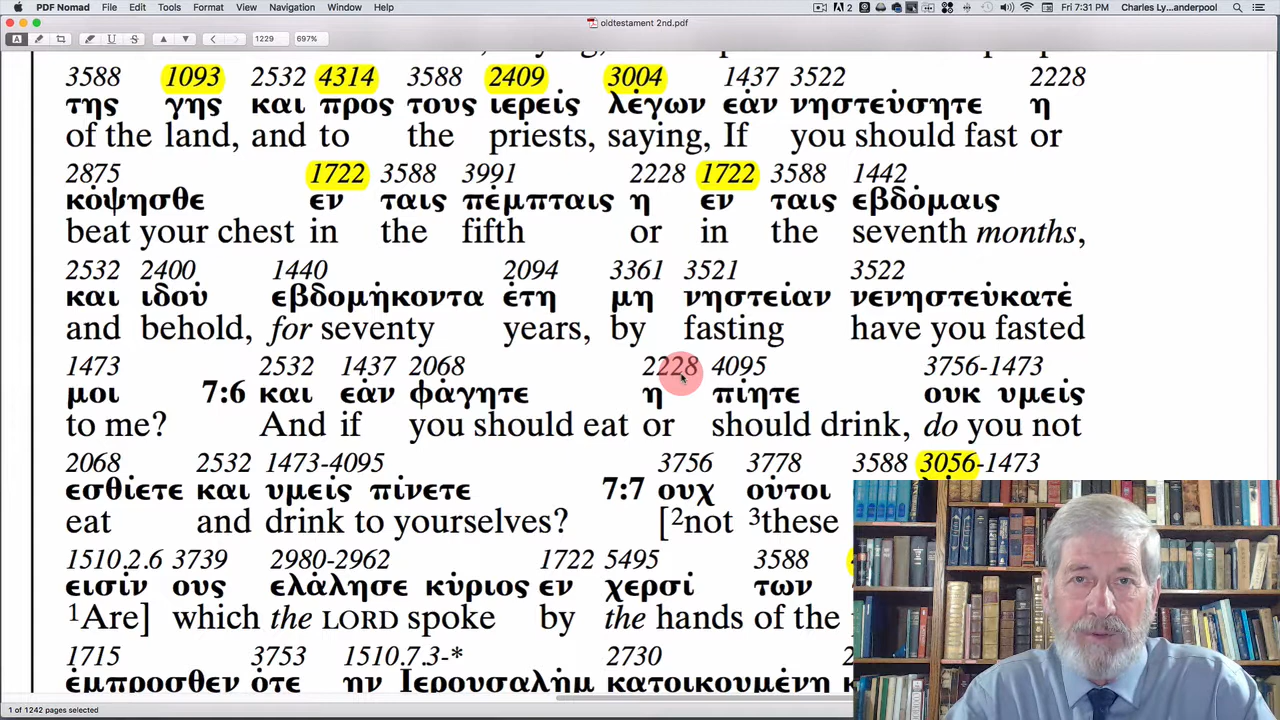 PDF Nomad File Edit Tools Format View Navigation Window Help 2 Fri 7:31 PM Charles Ly...anderpool
oldtestament 2nd.pdf
1229 697%
3588 1093 2532 4314 3588 2409 3004 1437 3522 2228
της γης και προς τους ιερείς λέγων εάν νηστεύσητε η
of the land, and to the priests, saying, If you should fast or
2875 1722 3588 3991 2228 1722 3588 1442
κόψησθε εν ταις πέμπταις η εν ταις εβδόμαις
beat your chest in the fifth or in the seventh months,
2532 2400 1440 2094 3361 3521 3522
και ιδού εβδομήκοντα έτη μη νηστείαν νενηστεύκατέ
and behold, for seventy years, by fasting have you fasted
1473 2532 1437 2068 2228 4095 3756-1473
μοι 7:6 και εάν φάγητε η πίητε ουκ υμείς
to me? And if you should eat or should drink, do you not
2068 2532 1473-4095 3756 3778 3588 3056-1473
εσθίετε και υμείς πίνετε 7:7 ουχ ούτοι
eat and drink to yourselves? [2not 3these
1510.2.6 3739 2980-2962 1722 5495 3588
εισίν ους ελάλησε κύριος εν χερσί των
1Are] which the LORD spoke by the hands of the
1715 3753 1510.7.3-* 2730
έμπροσθεν ότε ην Ιερουσαλήμ κατοικουμένη
1 of 1242 pages selected